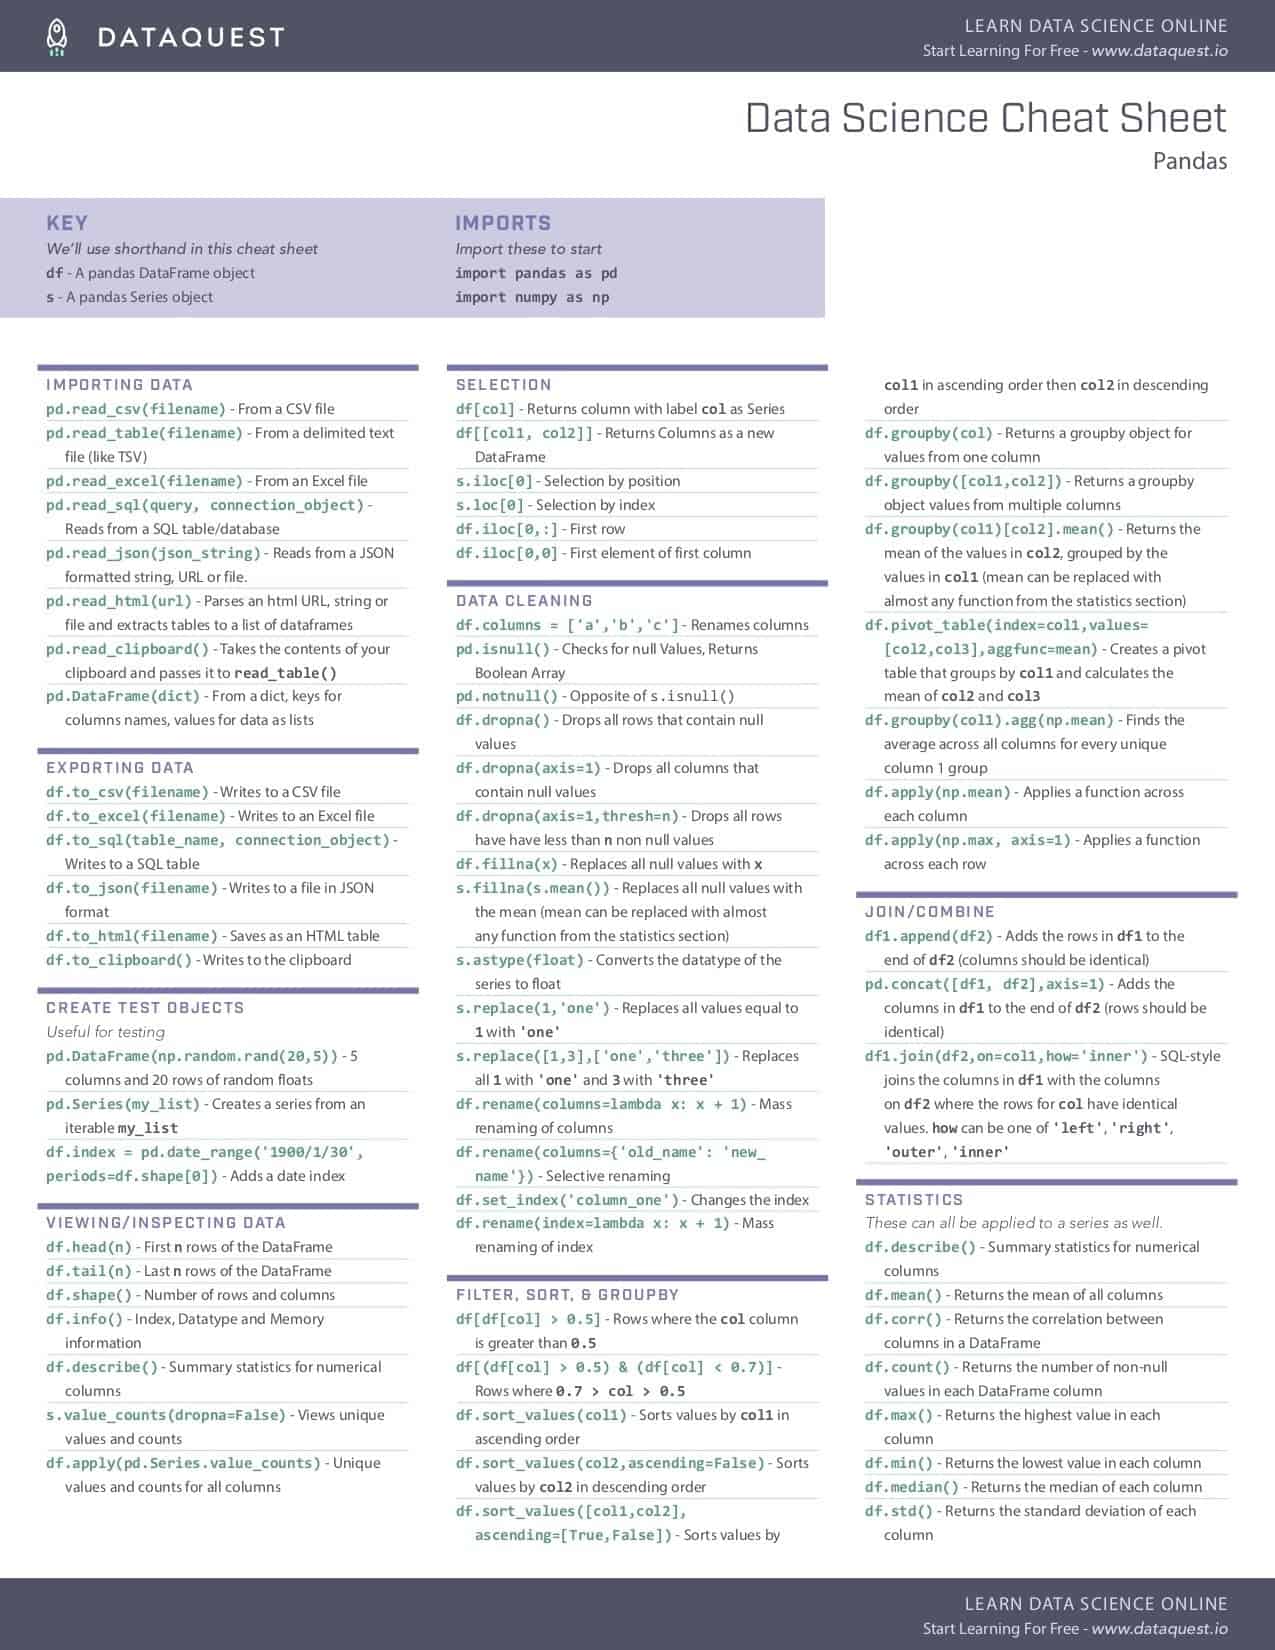 DATAQUEST
LEARN DATA SCIENCE ONLINE
Start Learning For Free - www.dataquest.io
Data Science Cheat Sheet
Pandas
KEY
We’ll use shorthand in this cheat sheet
df - A pandas DataFrame object
s - A pandas Series object
IMPORTS
Import these to start
import pandas as pd
import numpy as np
IMPORTING DATA
pd.read_csv(filename) - From a CSV file
pd.read_table(filename) - From a delimited text
file (like TSV)
pd.read_excel(filename) - From an Excel file
pd.read_sql(query, connection_object) -
Reads from a SQL table/database
pd.read_json(json_string) - Reads from a JSON
formatted string, URL or file.
pd.read_html(url) - Parses an html URL, string or
file and extracts tables to a list of dataframes
pd.read_clipboard() - Takes the contents of your
clipboard and passes it to read_table()
pd.DataFrame(dict) - From a dict, keys for
columns names, values for data as lists
EXPORTING DATA
df.to_csv(filename) - Writes to a CSV file
df.to_excel(filename) - Writes to an Excel file
df.to_sql(table_name, connection_object) -
Writes to a SQL table
df.to_json(filename) - Writes to a file in JSON
format
df.to_html(filename) - Saves as an HTML table
df.to_clipboard() - Writes to the clipboard
CREATE TEST OBJECTS
Useful for testing
pd.DataFrame(np.random.rand(20,5)) - 5
columns and 20 rows of random floats
pd.Series(my_list) - Creates a series from an
iterable my_list
df.index = pd.date_range('1900/1/30',
periods=df.shape[0]) - Adds a date index
VIEWING/INSPECTING DATA
df.head(n) - First n rows of the DataFrame
df.tail(n) - Last n rows of the DataFrame
df.shape() - Number of rows and columns
df.info() - Index, Datatype and Memory
information
df.describe() - Summary statistics for numerical
columns
s.value_counts(dropna=False) - Views unique
values and counts
df.apply(pd.Series.value_counts) - Unique
values and counts for all columns
SELECTION
df[col] - Returns column with label col as Series
df[[col1, col2]] - Returns Columns as a new
DataFrame
s.iloc[0] - Selection by position
s.loc[0] - Selection by index
df.iloc[0,:] - First row
df.iloc[0,0] - First element of first column
DATA CLEANING
df.columns = ['a','b','c'] - Renames columns
pd.isnull() - Checks for null Values, Returns
Boolean Array
pd.notnull() - Opposite of s.isnull()
df.dropna() - Drops all rows that contain null
values
df.dropna(axis=1) - Drops all columns that
contain null values
df.dropna(axis=1,thresh=n) - Drops all rows
have have less than n non null values
df.fillna(x) - Replaces all null values with x
s.fillna(s.mean()) - Replaces all null values with
the mean (mean can be replaced with almost
any function from the statistics section)
s.astype(float) - Converts the datatype of the
series to float
s.replace(1,'one') - Replaces all values equal to
1 with 'one'
s.replace([1,3],['one','three']) - Replaces
all 1 with 'one' and 3 with 'three'
df.rename(columns=lambda x: x + 1) - Mass
renaming of columns
df.rename(columns={'old_name': 'new_
name'}) - Selective renaming
df.set_index('column_one') - Changes the index
df.rename(index=lambda x: x + 1) - Mass
renaming of index
FILTER, SORT, & GROUPBY
df[df[col] > 0.5] - Rows where the col column
is greater than 0.5
df[(df[col] > 0.5) & (df[col] < 0.7)] -
Rows where 0.7 > col > 0.5
df.sort_values(col1) - Sorts values by col1 in
ascending order
df.sort_values(col2,ascending=False) - Sorts
values by col2 in descending order
df.sort_values([col1,col2],
ascending=[True,False]) - Sorts values by
col1 in ascending order then col2 in descending
order
df.groupby(col) - Returns a groupby object for
values from one column
df.groupby([col1,col2]) - Returns a groupby
object values from multiple columns
df.groupby(col1)[col2].mean() - Returns the
mean of the values in col2, grouped by the
values in col1 (mean can be replaced with
almost any function from the statistics section)
df.pivot_table(index=col1,values=
[col2,col3],aggfunc=mean) - Creates a pivot
table that groups by col1 and calculates the
mean of col2 and col3
df.groupby(col1).agg(np.mean) - Finds the
average across all columns for every unique
column 1 group
df.apply(np.mean) - Applies a function across
each column
df.apply(np.max, axis=1) - Applies a function
across each row
JOIN/COMBINE
df1.append(df2) - Adds the rows in df1 to the
end of df2 (columns should be identical)
pd.concat([df1, df2],axis=1) - Adds the
columns in df1 to the end of df2 (rows should be
identical)
df1.join(df2,on=col1,how='inner') - SQL-style
joins the columns in df1 with the columns
on df2 where the rows for col have identical
values. how can be one of 'left', 'right',
'outer', 'inner'
STATISTICS
These can all be applied to a series as well.
df.describe() - Summary statistics for numerical
columns
df.mean() - Returns the mean of all columns
df.corr() - Returns the correlation between
columns in a DataFrame
df.count() - Returns the number of non-null
values in each DataFrame column
df.max() - Returns the highest value in each
column
df.min() - Returns the lowest value in each column
df.median() - Returns the median of each column
df.std() - Returns the standard deviation of each
column
LEARN DATA SCIENCE ONLINE
Start Learning For Free - www.dataquest.io